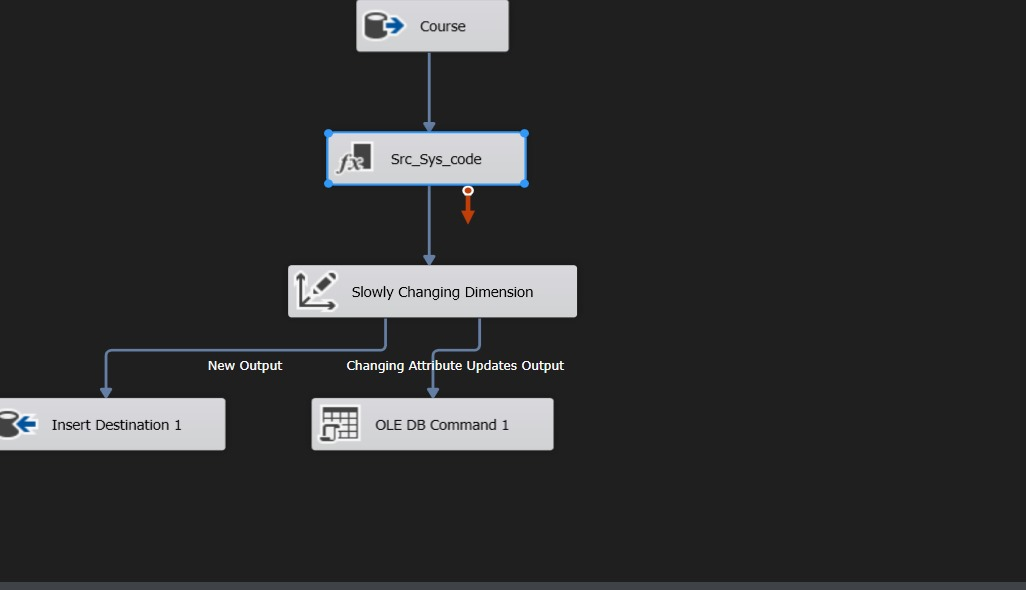 Course
Src_Sys_code
Slowly Changing Dimension
New Output
Changing Attribute Updates Output
Insert Destination 1
OLE DB Command 1